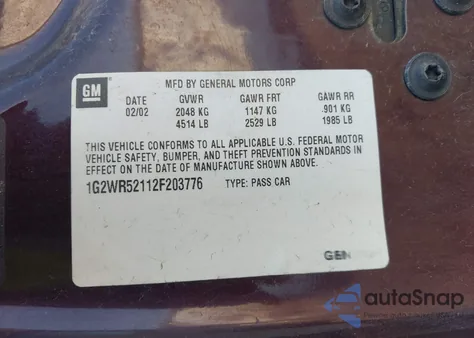 GM
MFD BY GENERAL MOTORS CORP
DATE GVWR GAWR FRT GAWR RR
02/02 2048 KG 1147 KG 901 KG
4514 LB 2529 LB 1985 LB
THIS VEHICLE CONFORMS TO ALL APPLICABLE U.S. FEDERAL MOTOR
VEHICLE SAFETY, BUMPER, AND THEFT PREVENTION STANDARDS IN
EFFECT ON THE DATE OF MANUFACTURE SHOWN ABOVE.
1G2WR52112F203776 TYPE: PASS CAR
GEN
autoSnap